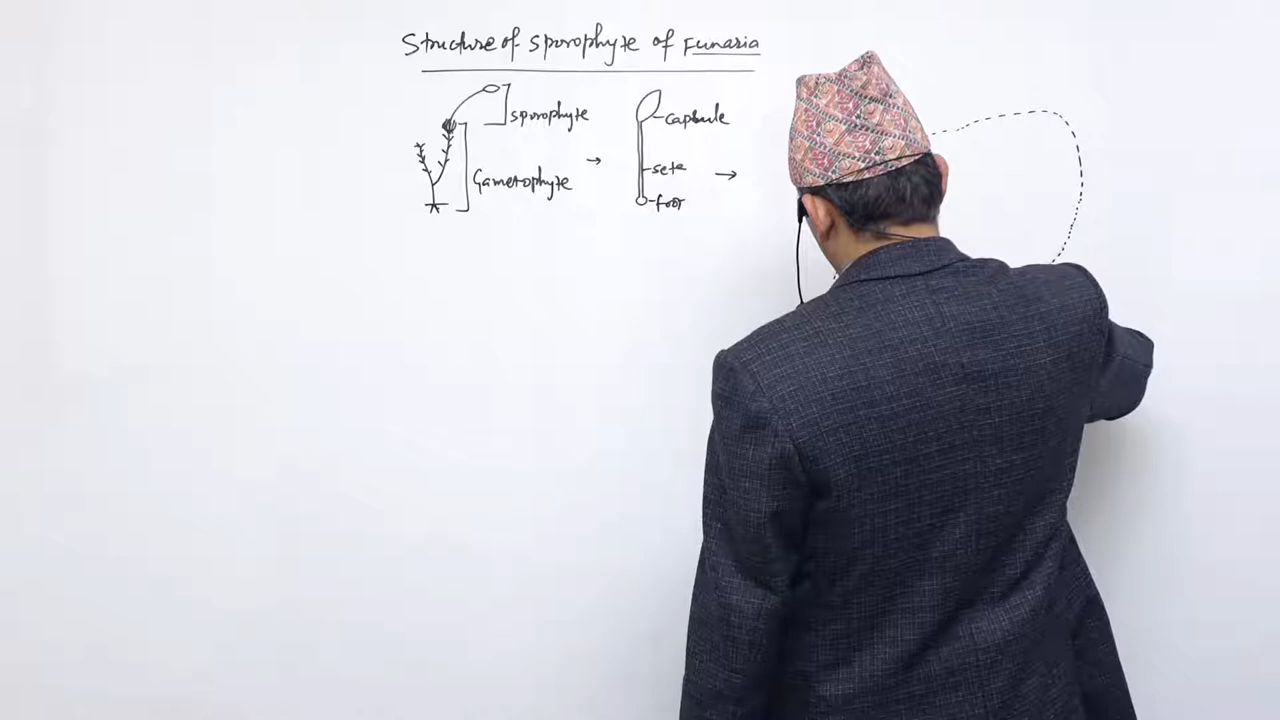 Structure of sporophyte of Funaria
sporophyte
Gametophyte
capsule
seta
foot